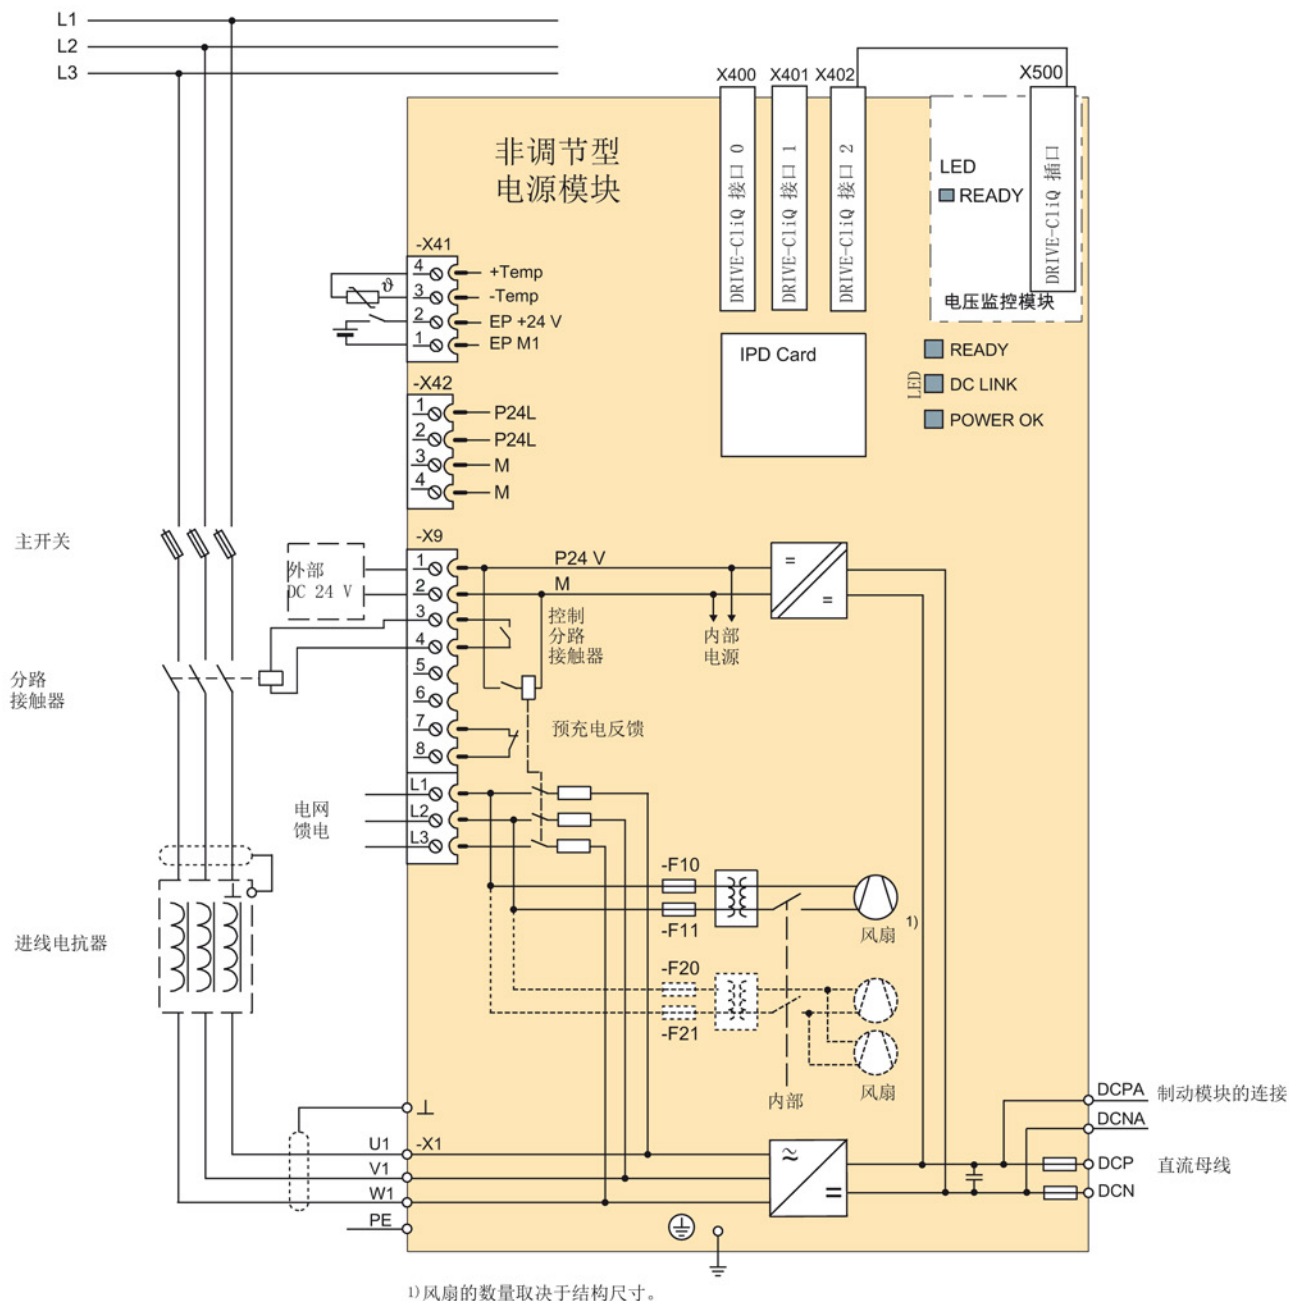 L1
L2
L3
X400
X401
X402
X500
非调节型
电源模块
DRIVE-CliQ 接口 0
DRIVE-CliQ 接口 1
DRIVE-CliQ 接口 2
LED
READY
DRIVE-CliQ 插口
电压监控模块
-X41
4
+Temp
3
-Temp
ϑ
2
EP +24 V
1
EP M1
IPD Card
LED
READY
DC LINK
POWER OK
-X42
1
P24L
2
P24L
3
M
4
M
主开关
-X9
外部
DC 24 V
1
P24 V
2
M
3
4
5
6
7
8
控制
分路
接触器
内部
电源
=
=
分路
接触器
预充电反馈
电网
馈电
L1
L2
L3
-F10
-F11
风扇
1)
-F20
-F21
风扇
内部
进线电抗器
⊥
U1
-X1
V1
W1
PE
≈
=
DCPA
制动模块的连接
DCNA
DCP
直流母线
DCN
1)风扇的数量取决于结构尺寸。